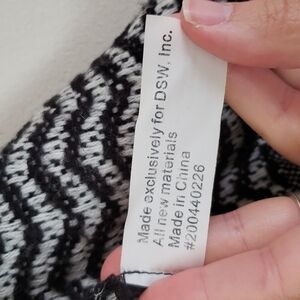 Made exclusively for DSW, Inc.
All new materials
Made in China
#200440226